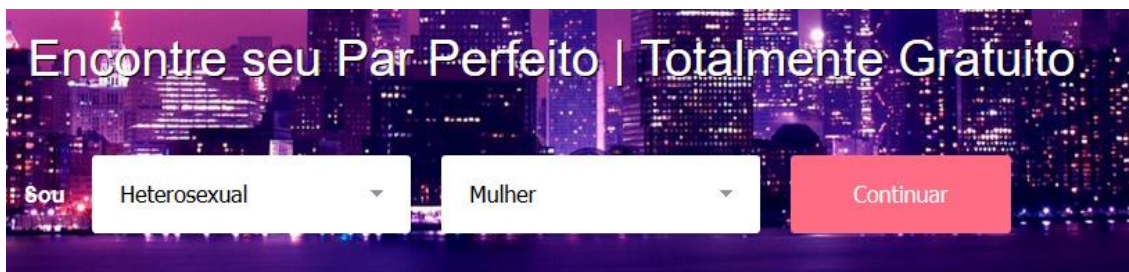 Encontre seu Par Perfeito | Totalmente Gratuito
Sou Heterosexual Mulher Continuar